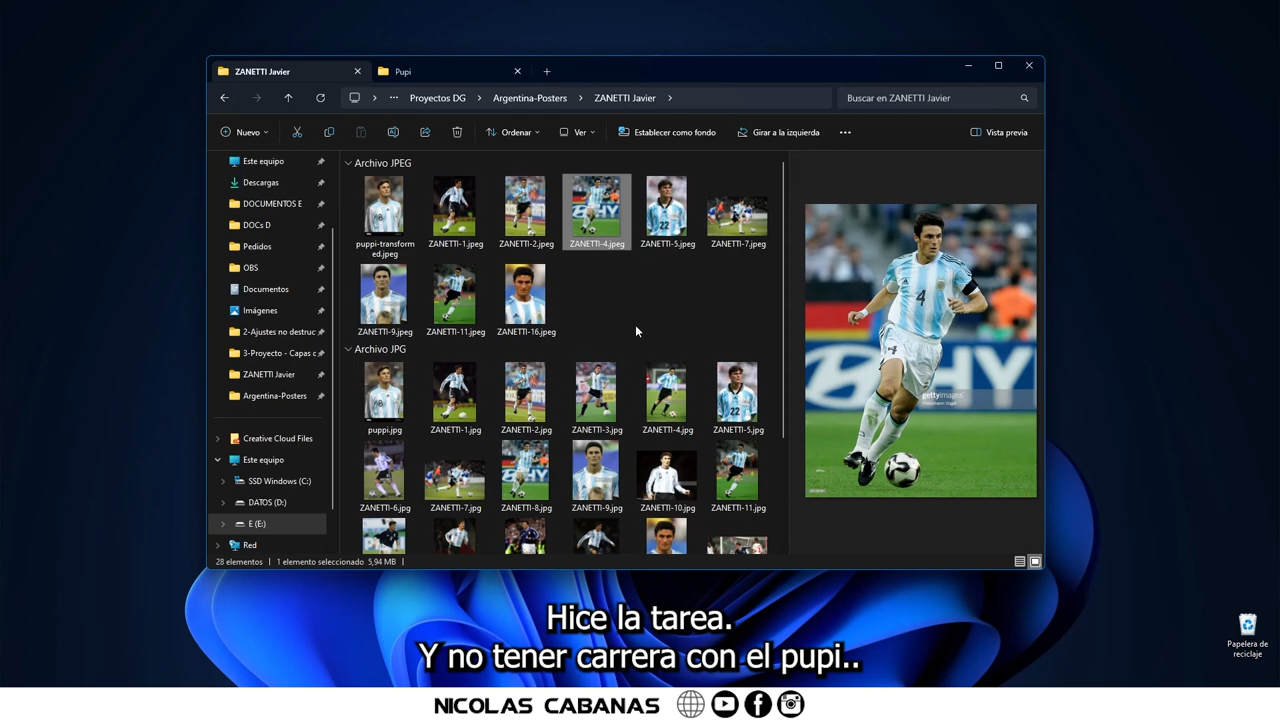 ZANETTI Javier
Pupi
Proyectos DG
Argentina-Posters
ZANETTI Javier
Buscar en ZANETTI Javier
Nuevo
Ordenar
Ver
Establecer como fondo
Girar a la izquierda
Vista previa
Este equipo
Descargas
DOCUMENTOS E
DOCs D
Pedidos
OBS
Documentos
Imágenes
2-Ajustes no destruc
3-Proyecto - Capas c
ZANETTI Javier
Argentina-Posters
Creative Cloud Files
Este equipo
SSD Windows (C:)
DATOS (D:)
E (E:)
Red
Archivo JPEG
puppi-transform
ed.jpeg
ZANETTI-1.jpeg
ZANETTI-2.jpeg
ZANETTI-4.jpeg
ZANETTI-5.jpeg
ZANETTI-7.jpeg
ZANETTI-9.jpeg
ZANETTI-11.jpeg
ZANETTI-16.jpeg
Archivo JPG
puppi.jpg
ZANETTI-1.jpg
ZANETTI-2.jpg
ZANETTI-3.jpg
ZANETTI-4.jpg
ZANETTI-5.jpg
ZANETTI-6.jpg
ZANETTI-7.jpg
ZANETTI-8.jpg
ZANETTI-9.jpg
ZANETTI-10.jpg
ZANETTI-11.jpg
4
4
HY
gettyimages
28 elementos
1 elemento seleccionado 5,94 MB
Papelera de
reciclaje
Hice la tarea.
Y no tener carrera con el pupi..
NICOLAS CABANAS